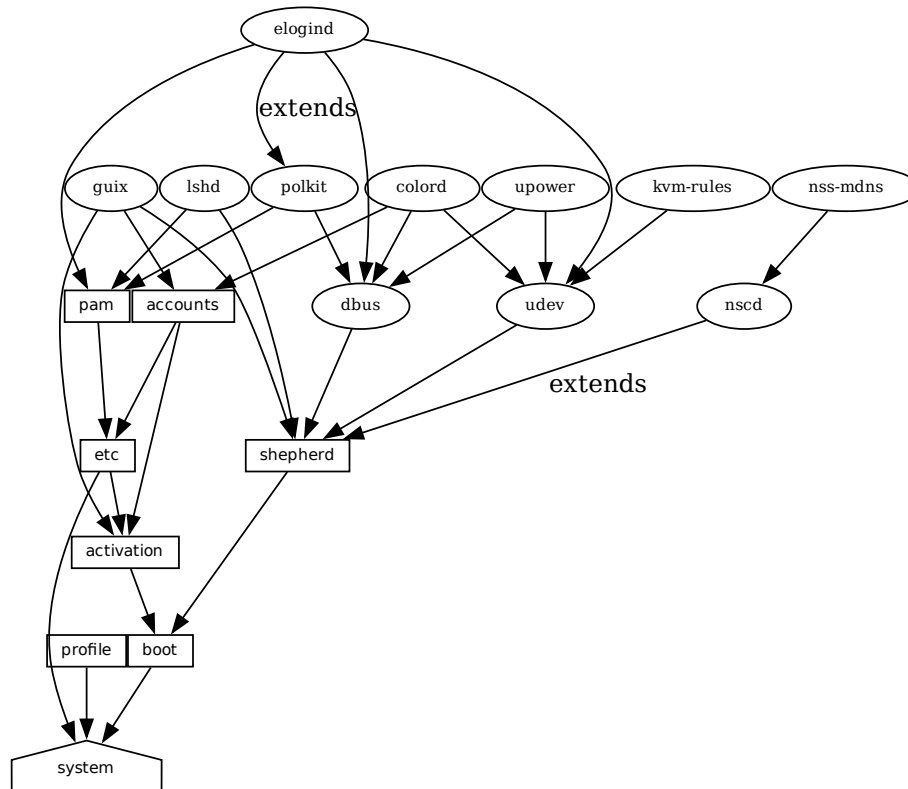 elogind
extends
guix
lshd
polkit
colord
upower
kvm-rules
nss-mdns
pam
accounts
dbus
udev
nscd
extends
etc
shepherd
activation
profile
boot
system